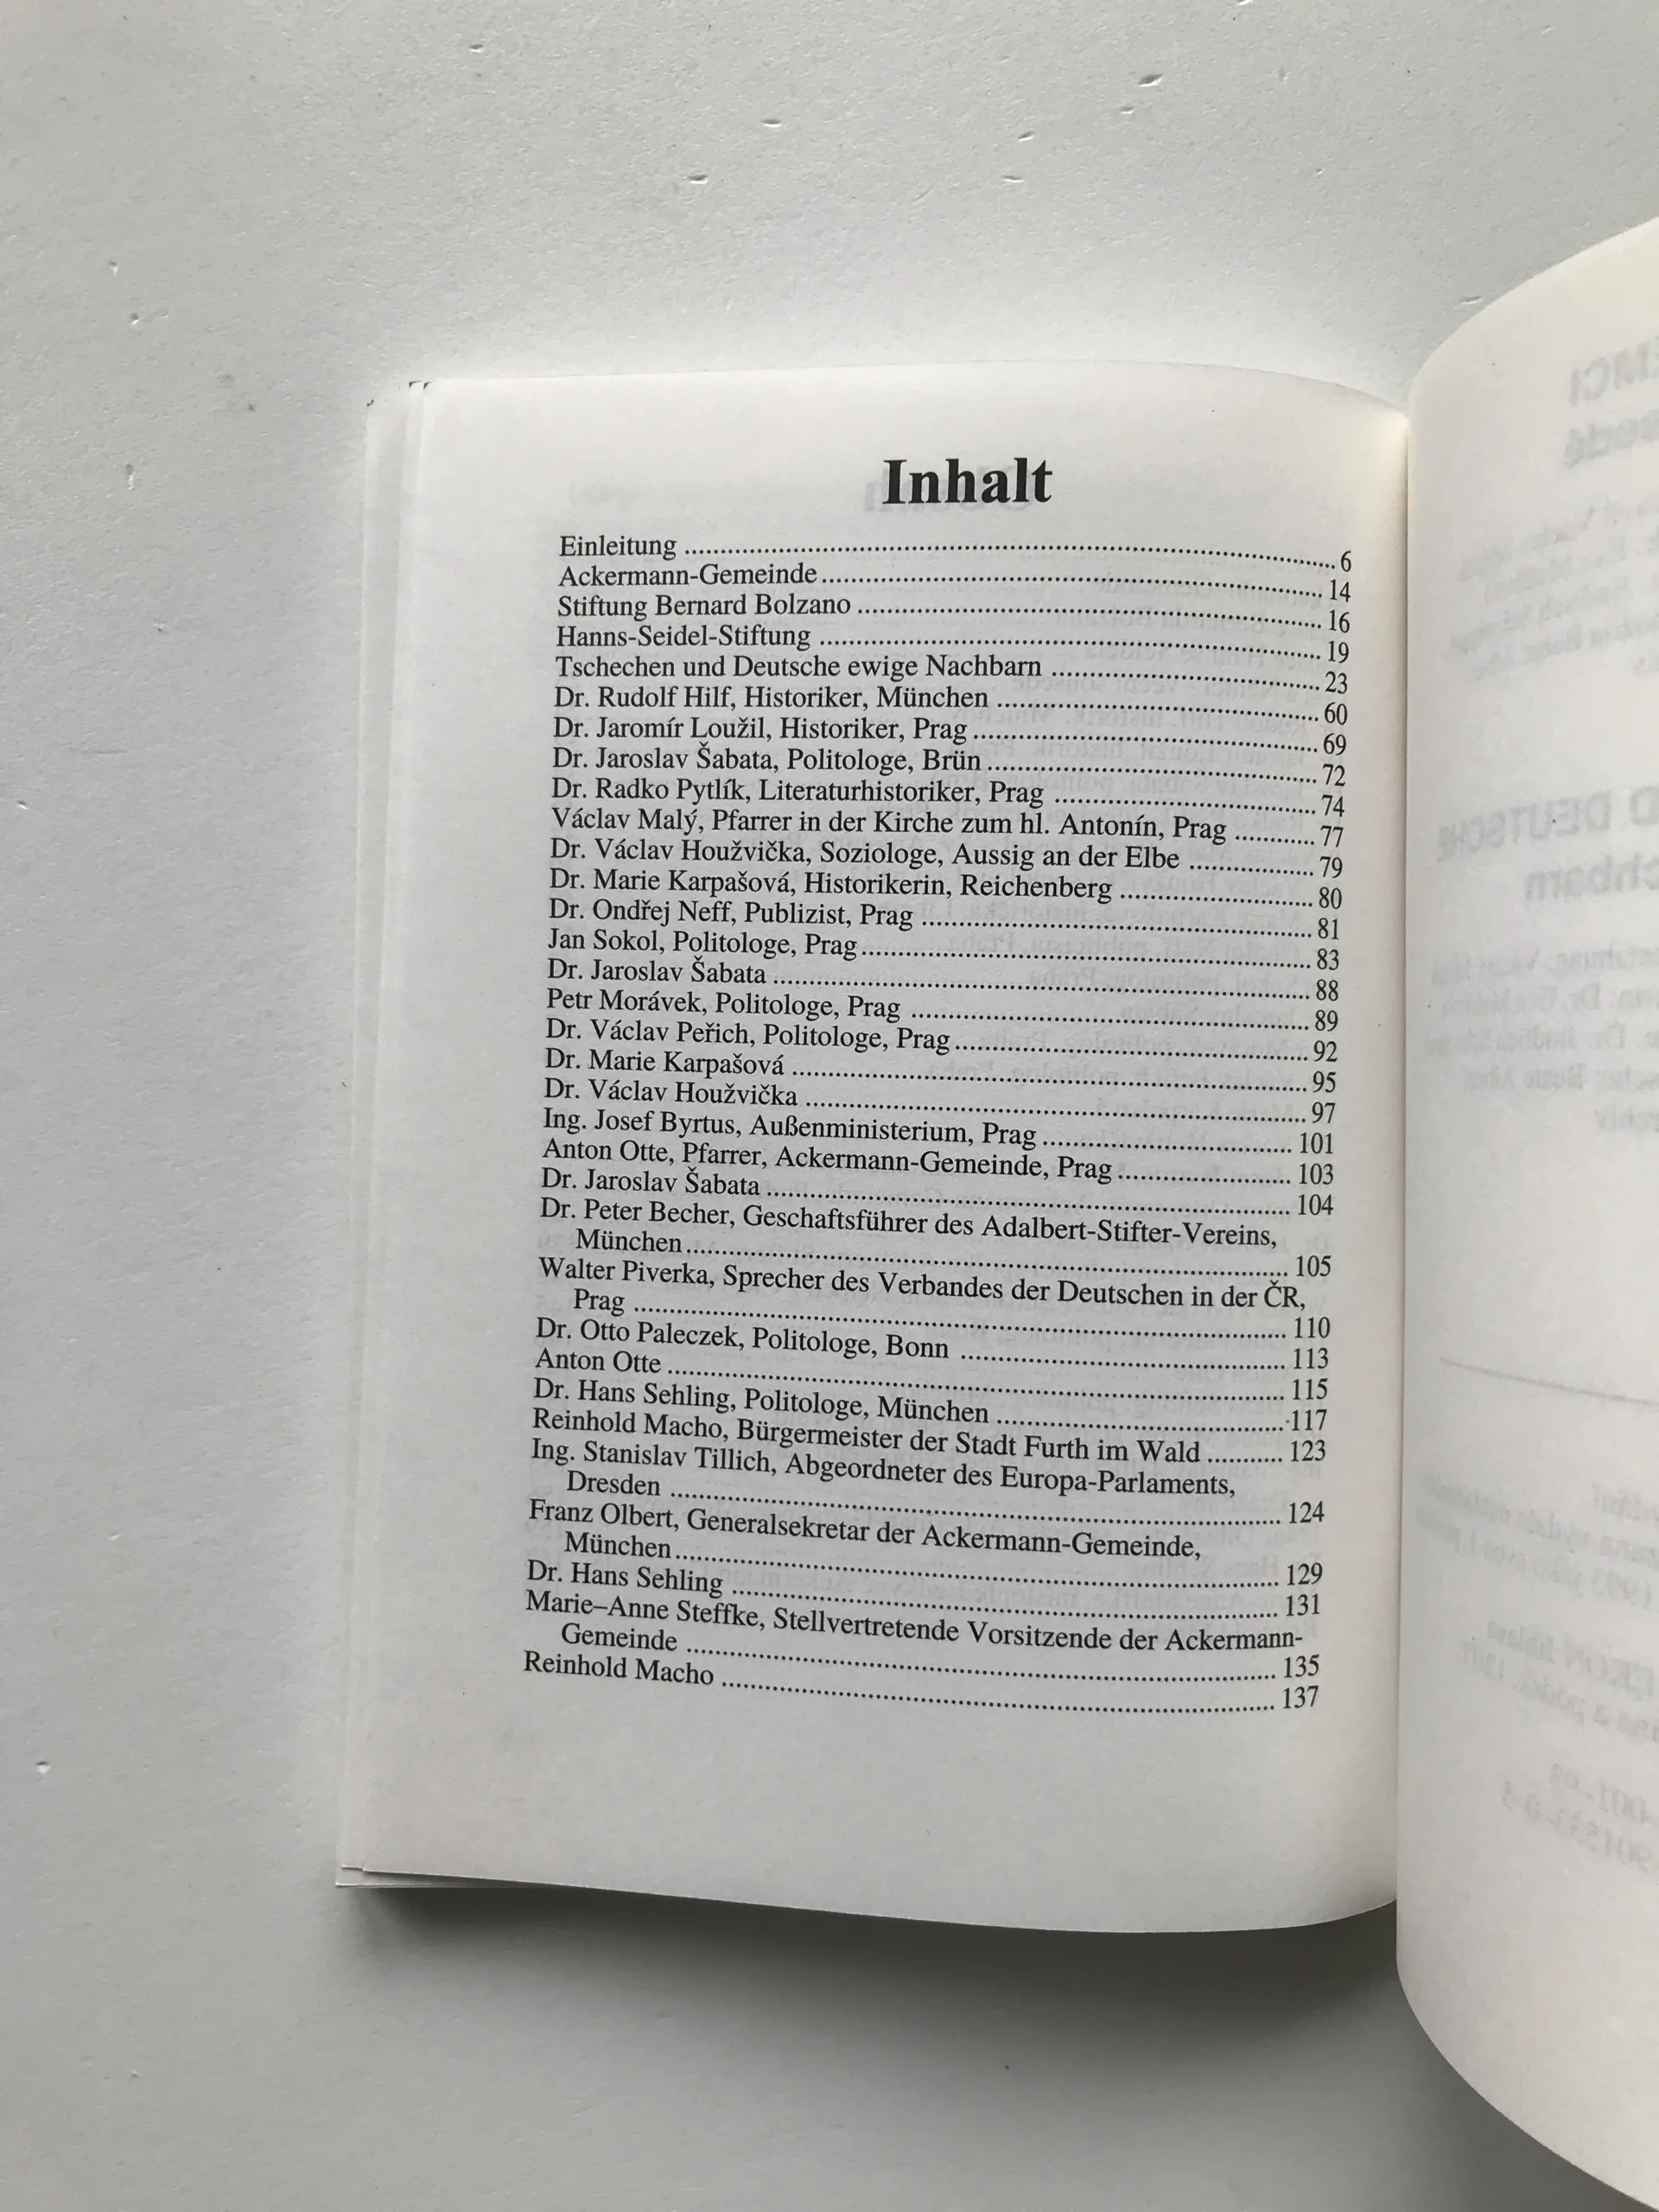 Inhalt
Einleitung ........ 6
Ackermann-Gemeinde ........ 14
Stiftung Bernard Bolzano ........ 16
Hanns-Seidel-Stiftung ........ 19
Tschechen und Deutsche ewige Nachbarn ........ 23
Dr. Rudolf Hilf, Historiker, München ........ 60
Dr. Jaromír Loužil, Historiker, Prag ........ 69
Dr. Jaroslav Šabata, Politologe, Brün ........ 72
Dr. Radko Pytlík, Literaturhistoriker, Prag ........ 74
Václav Malý, Pfarrer in der Kirche zum hl. Antonín, Prag ........ 77
Dr. Václav Houžvička, Soziologe, Aussig an der Elbe ........ 79
Dr. Marie Karpašová, Historikerin, Reichenberg ........ 80
Dr. Ondřej Neff, Publizist, Prag ........ 81
Jan Sokol, Politologe, Prag ........ 83
Dr. Jaroslav Šabata ........ 88
Petr Morávek, Politologe, Prag ........ 89
Dr. Václav Peřich, Politologe, Prag ........ 92
Dr. Marie Karpašová ........ 95
Dr. Václav Houžvička ........ 97
Ing. Josef Byrtus, Außenministerium, Prag ........ 101
Anton Otte, Pfarrer, Ackermann-Gemeinde, Prag ........ 103
Dr. Jaroslav Šabata ........ 104
Dr. Peter Becher, Geschaftsführer des Adalbert-Stifter-Vereins,
München ........ 105
Walter Piverka, Sprecher des Verbandes der Deutschen in der ČR,
Prag ........ 110
Dr. Otto Paleczek, Politologe, Bonn ........ 113
Anton Otte ........ 115
Dr. Hans Sehling, Politologe, München ........ 117
Reinhold Macho, Bürgermeister der Stadt Furth im Wald ........ 123
Ing. Stanislav Tillich, Abgeordneter des Europa-Parlaments,
Dresden ........ 124
Franz Olbert, Generalsekretar der Ackermann-Gemeinde,
München ........ 129
Dr. Hans Sehling ........ 131
Marie–Anne Steffke, Stellvertretende Vorsitzende der Ackermann-
Gemeinde ........ 135
Reinhold Macho ........ 137